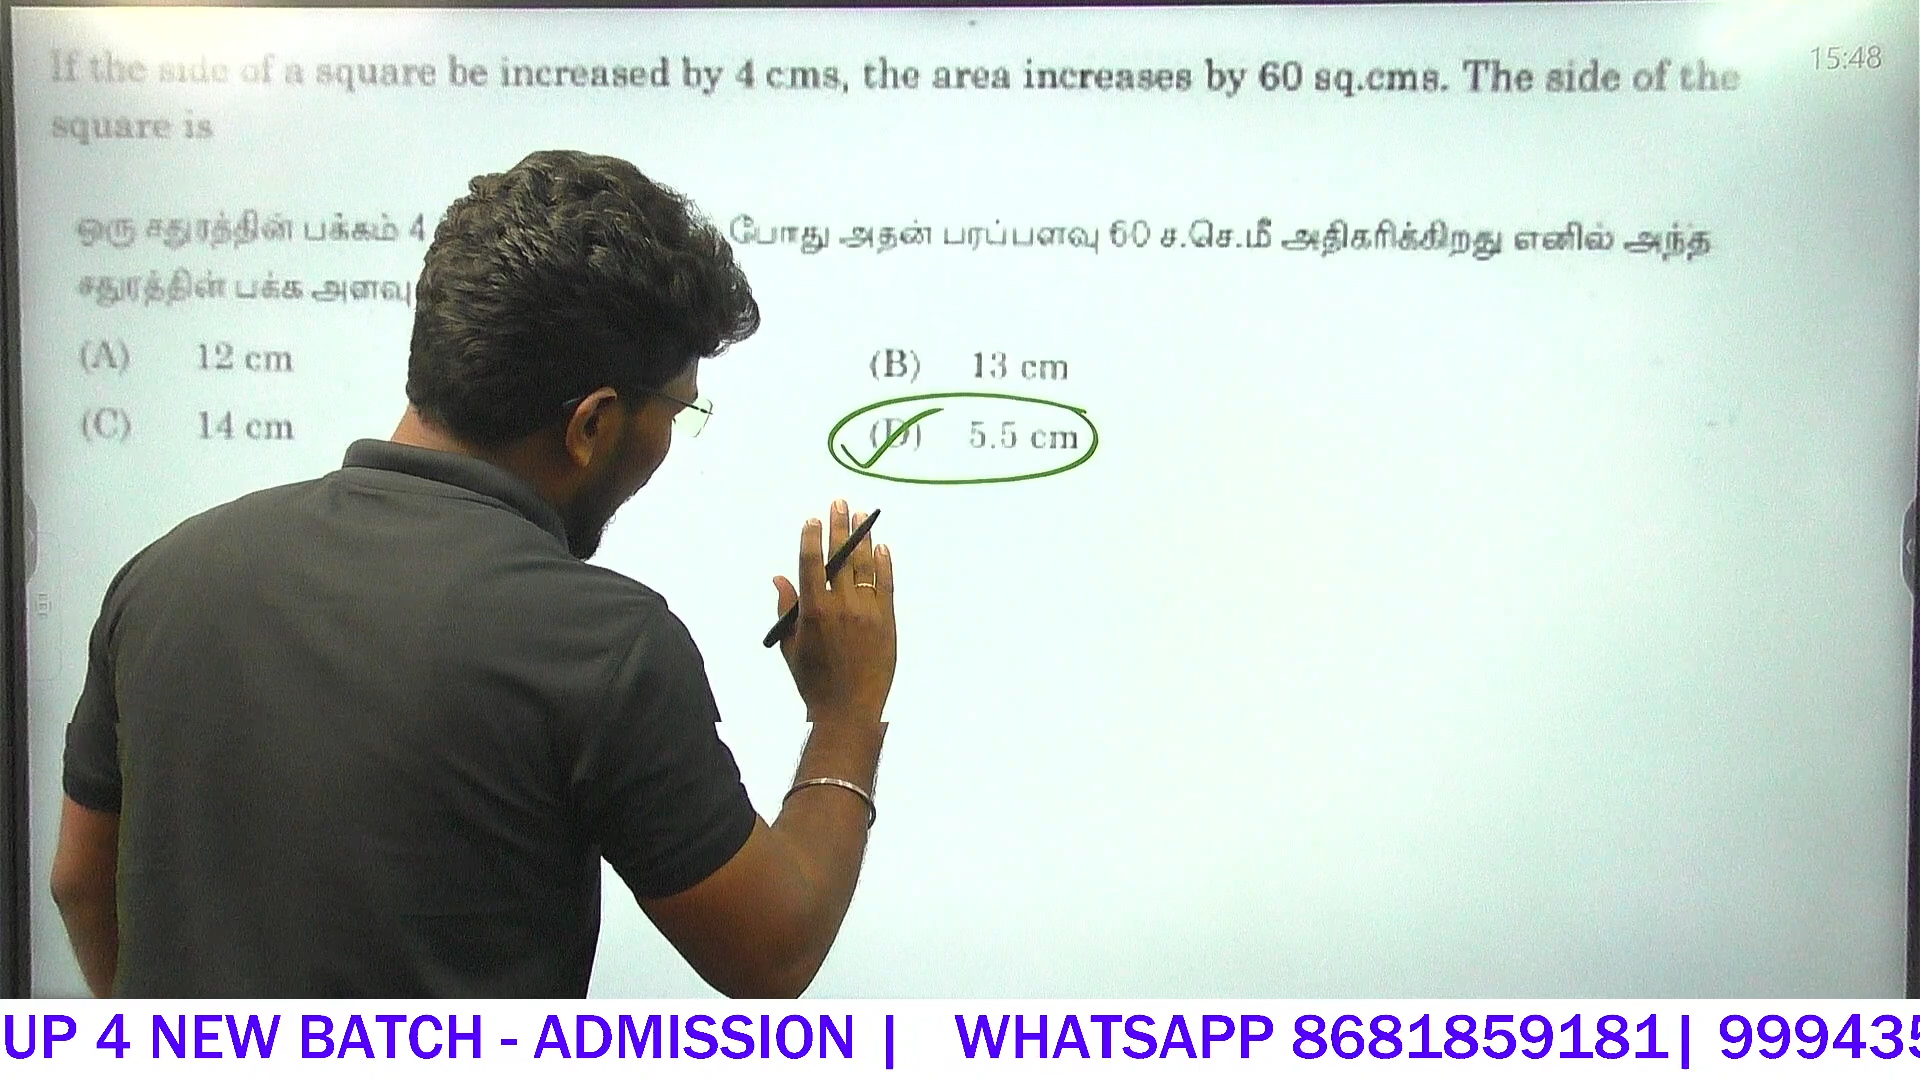 If the side of a square be increased by 4 cms, the area increases by 60 sq.cms. The side of the
square is
15:48
ஒரு சதுரத்தின் பக்கம் 4 போது அதன் பரப்பளவு 60 ச.செ.மீ அதிகரிக்கிறது எனில் அந்த
சதுரத்தின் பக்க அளவு
(A) 12 cm (B) 13 cm
(C) 14 cm (D) 5.5 cm
UP 4 NEW BATCH - ADMISSION | WHATSAPP 8681859181| 999435